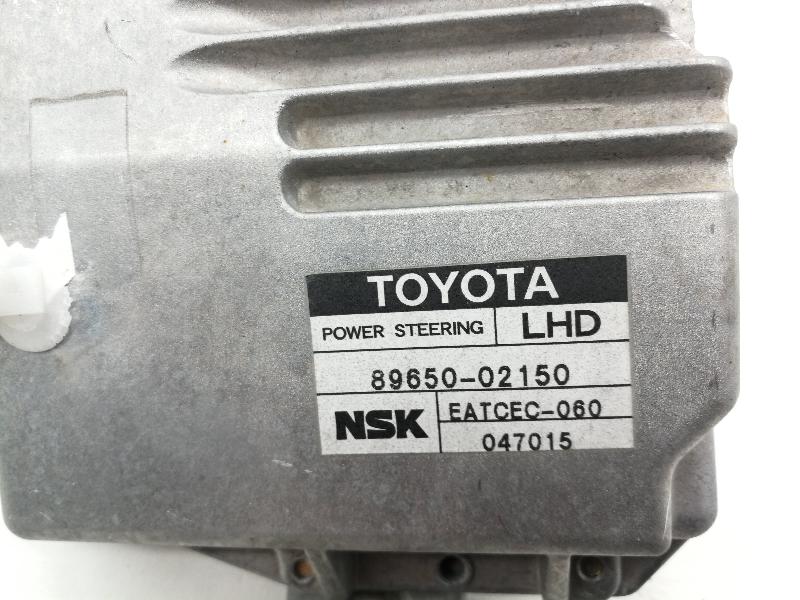 TOYOTA
POWER STEERING LHD
89650-02150
NSK EATCEC-060
047015